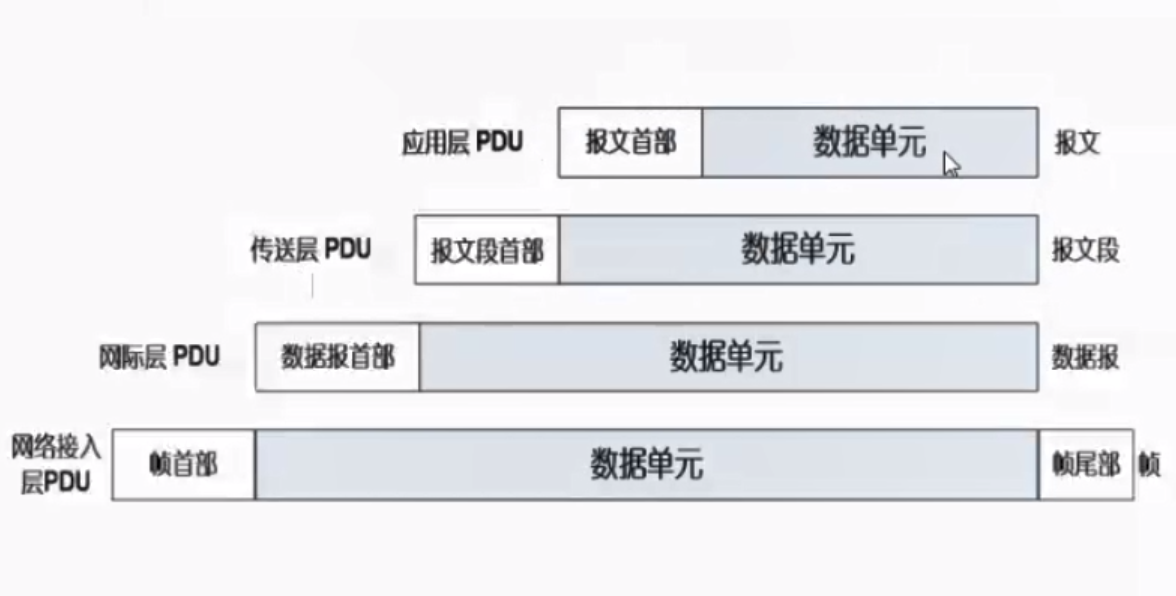 应用层 PDU 报文首部 数据单元 报文
传送层 PDU 报文段首部 数据单元 报文段
网际层 PDU 数据报首部 数据单元 数据报
网络接入
层PDU 帧首部 数据单元 帧尾部 帧